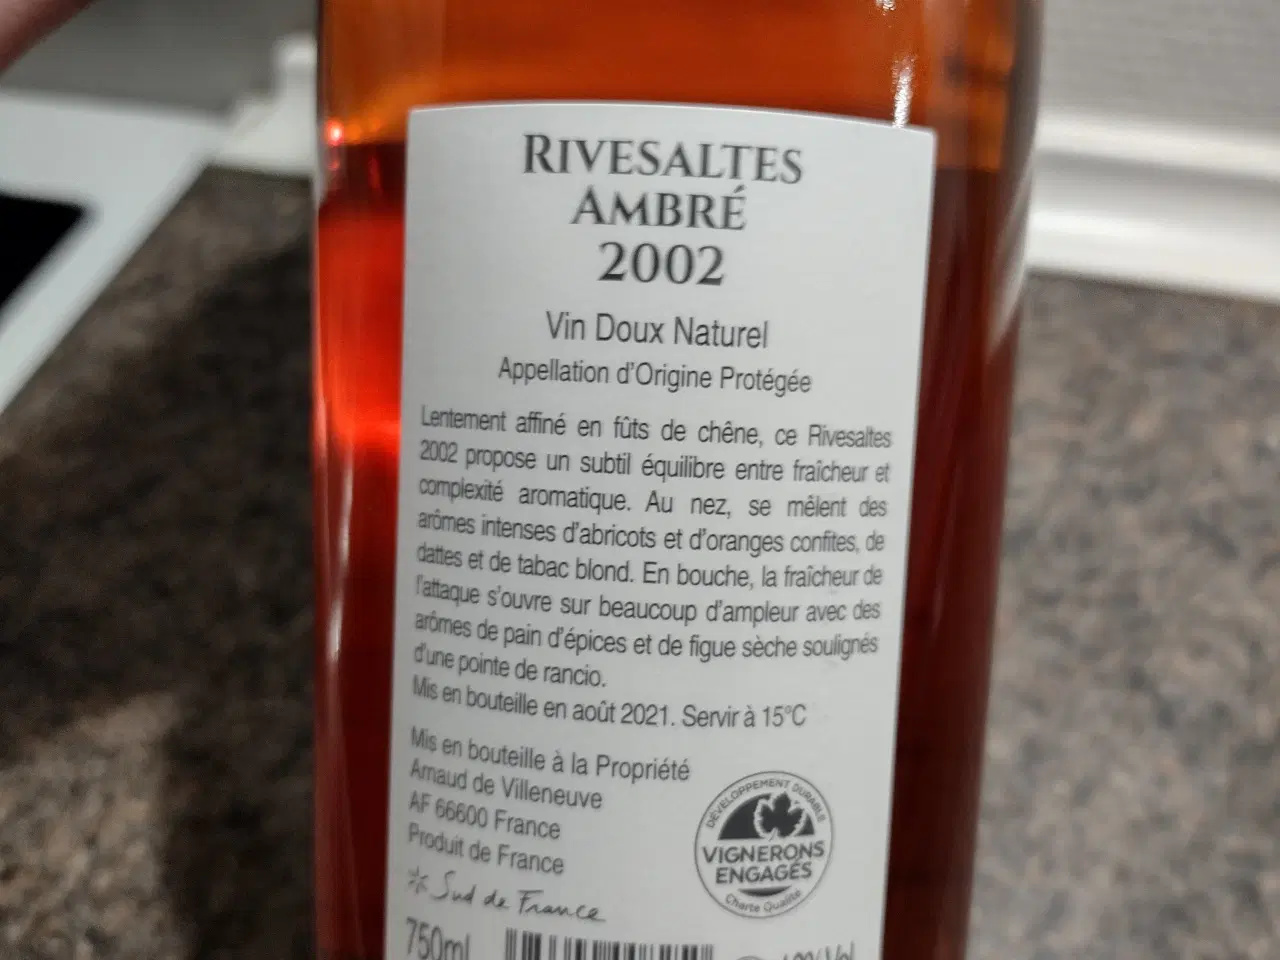 RIVESALTES
AMBRÉ
2002
Vin Doux Naturel
Appellation d'Origine Protégée
Lentement affiné en fûts de chêne, ce Rivesaltes
2002 propose un subtil équilibre entre fraîcheur et
complexité aromatique. Au nez, se mêlent des
arômes intenses d'abricots et d'oranges confites, de
dattes et de tabac blond. En bouche, la fraîcheur de
l'attaque s'ouvre sur beaucoup d'ampleur avec des
arômes de pain d'épices et de figue sèche soulignés
d'une pointe de rancio.
Mis en bouteille en août 2021. Servir à 15°C
Mis en bouteille à la Propriété
Arnaud de Villeneuve
AF 66600 France
Produit de France
Sud de France
DÉVELOPPEMENT DURABLE
VIGNERONS
ENGAGÉS
Charte Qualité
750ml